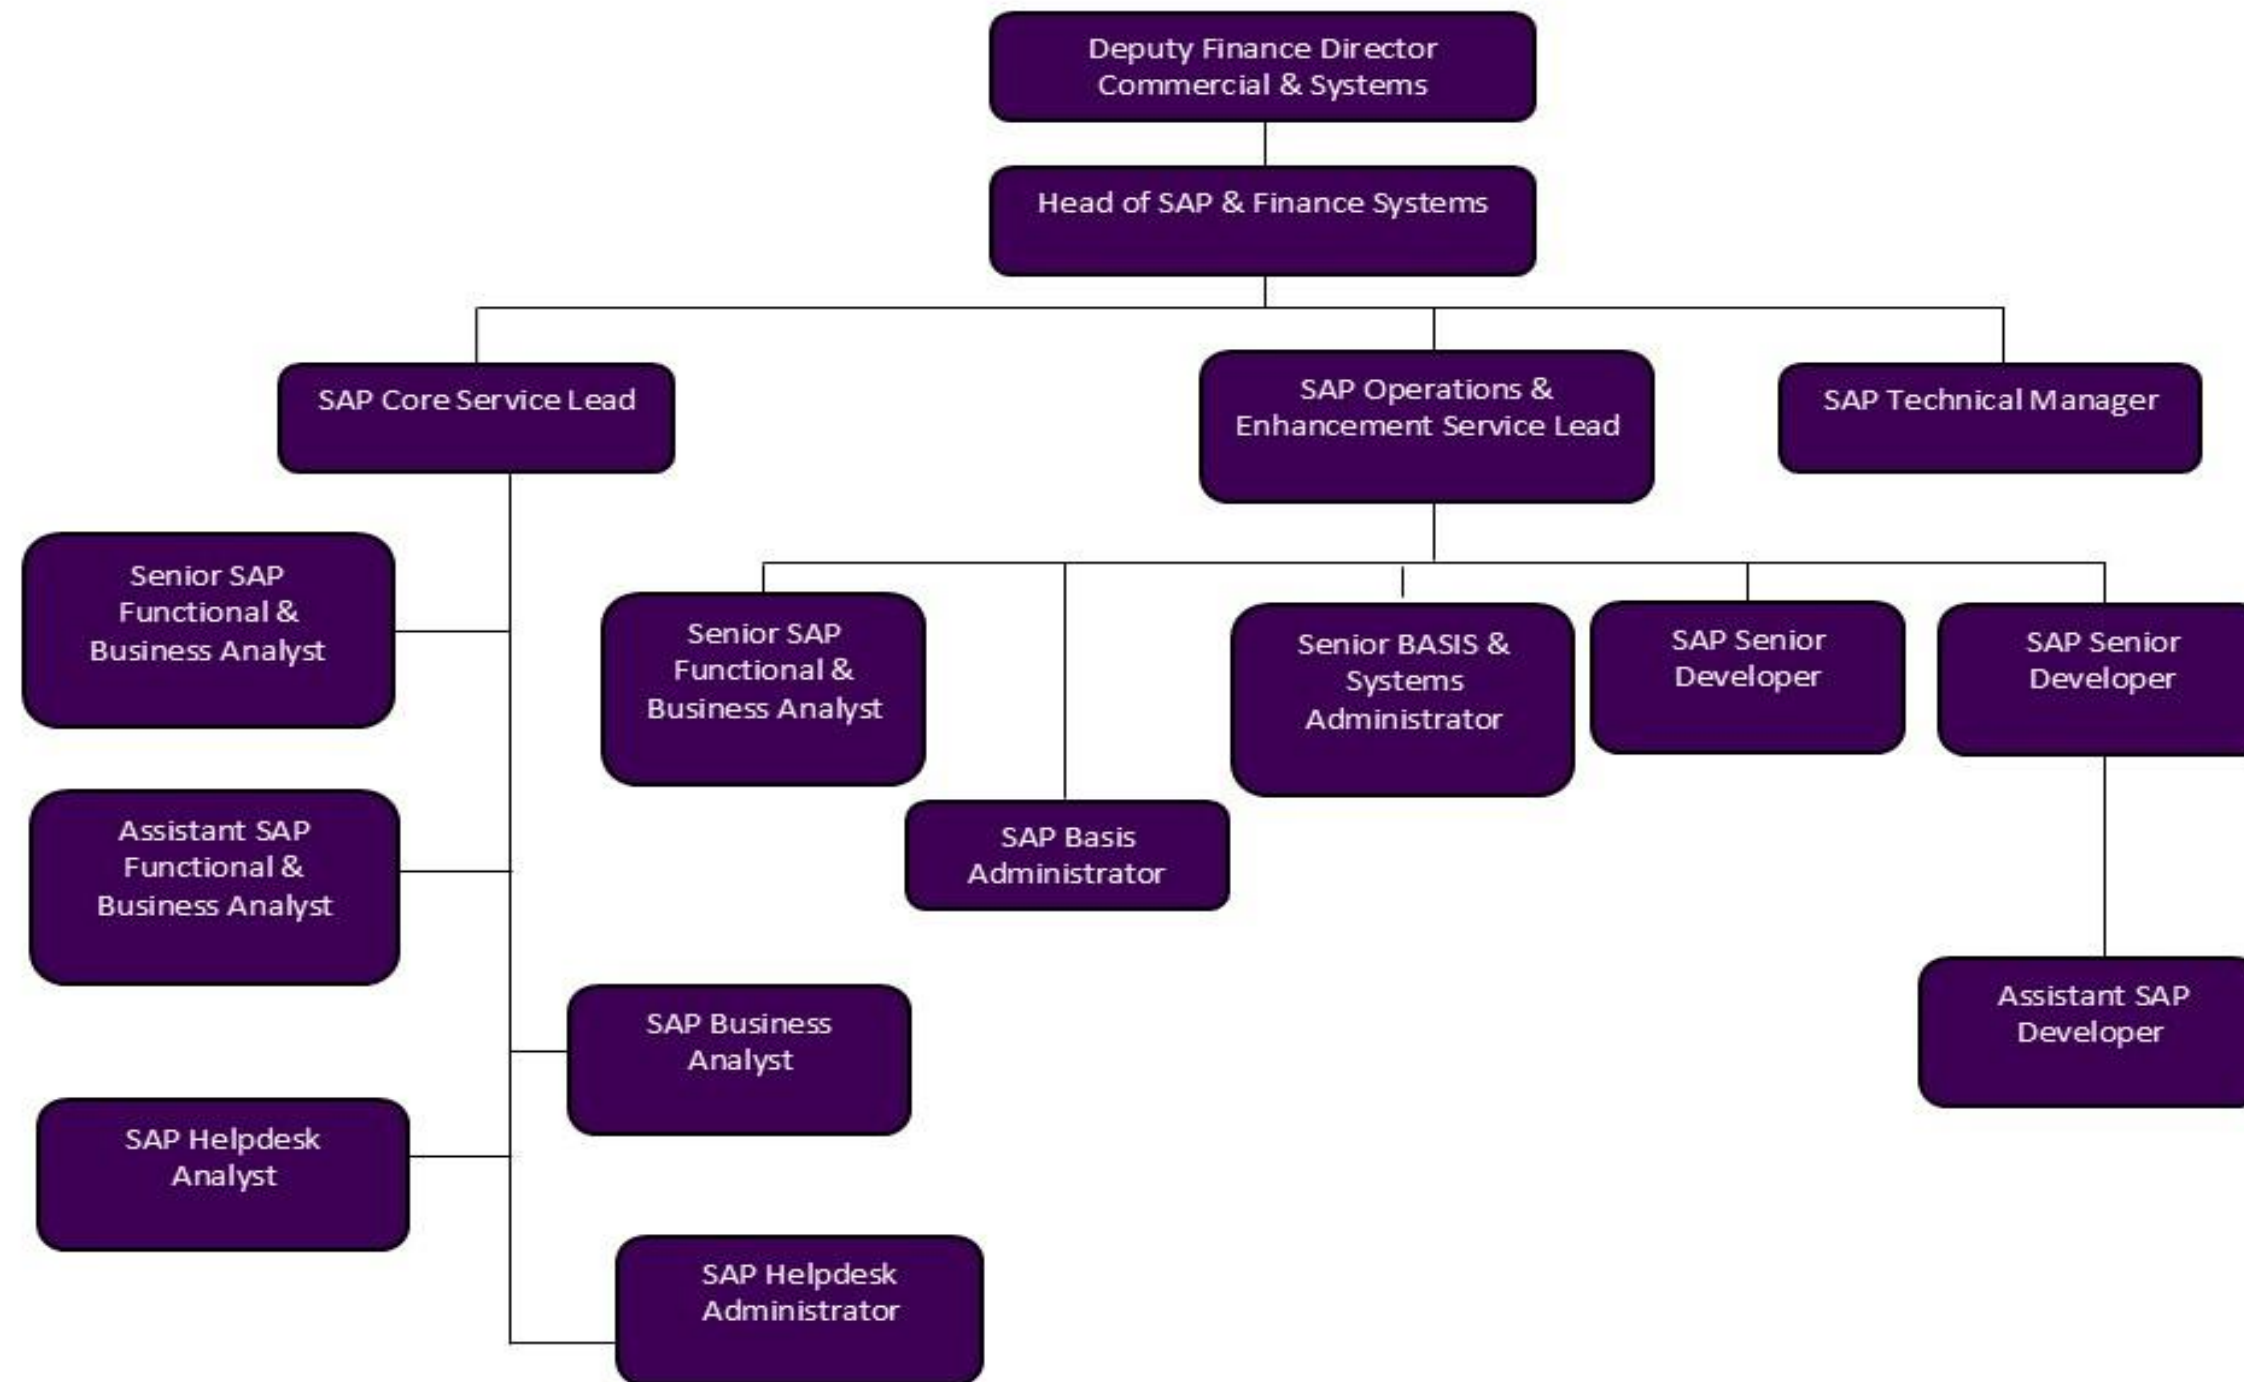 Deputy Finance Director
Commercial & Systems
Head of SAP & Finance Systems
SAP Core Service Lead
SAP Operations &
Enhancement Service Lead
SAP Technical Manager
Senior SAP
Functional &
Business Analyst
Senior SAP
Functional &
Business Analyst
Senior BASIS &
Systems
Administrator
SAP Senior
Developer
SAP Senior
Developer
Assistant SAP
Functional &
Business Analyst
SAP Basis
Administrator
SAP Business
Analyst
Assistant SAP
Developer
SAP Helpdesk
Analyst
SAP Helpdesk
Administrator